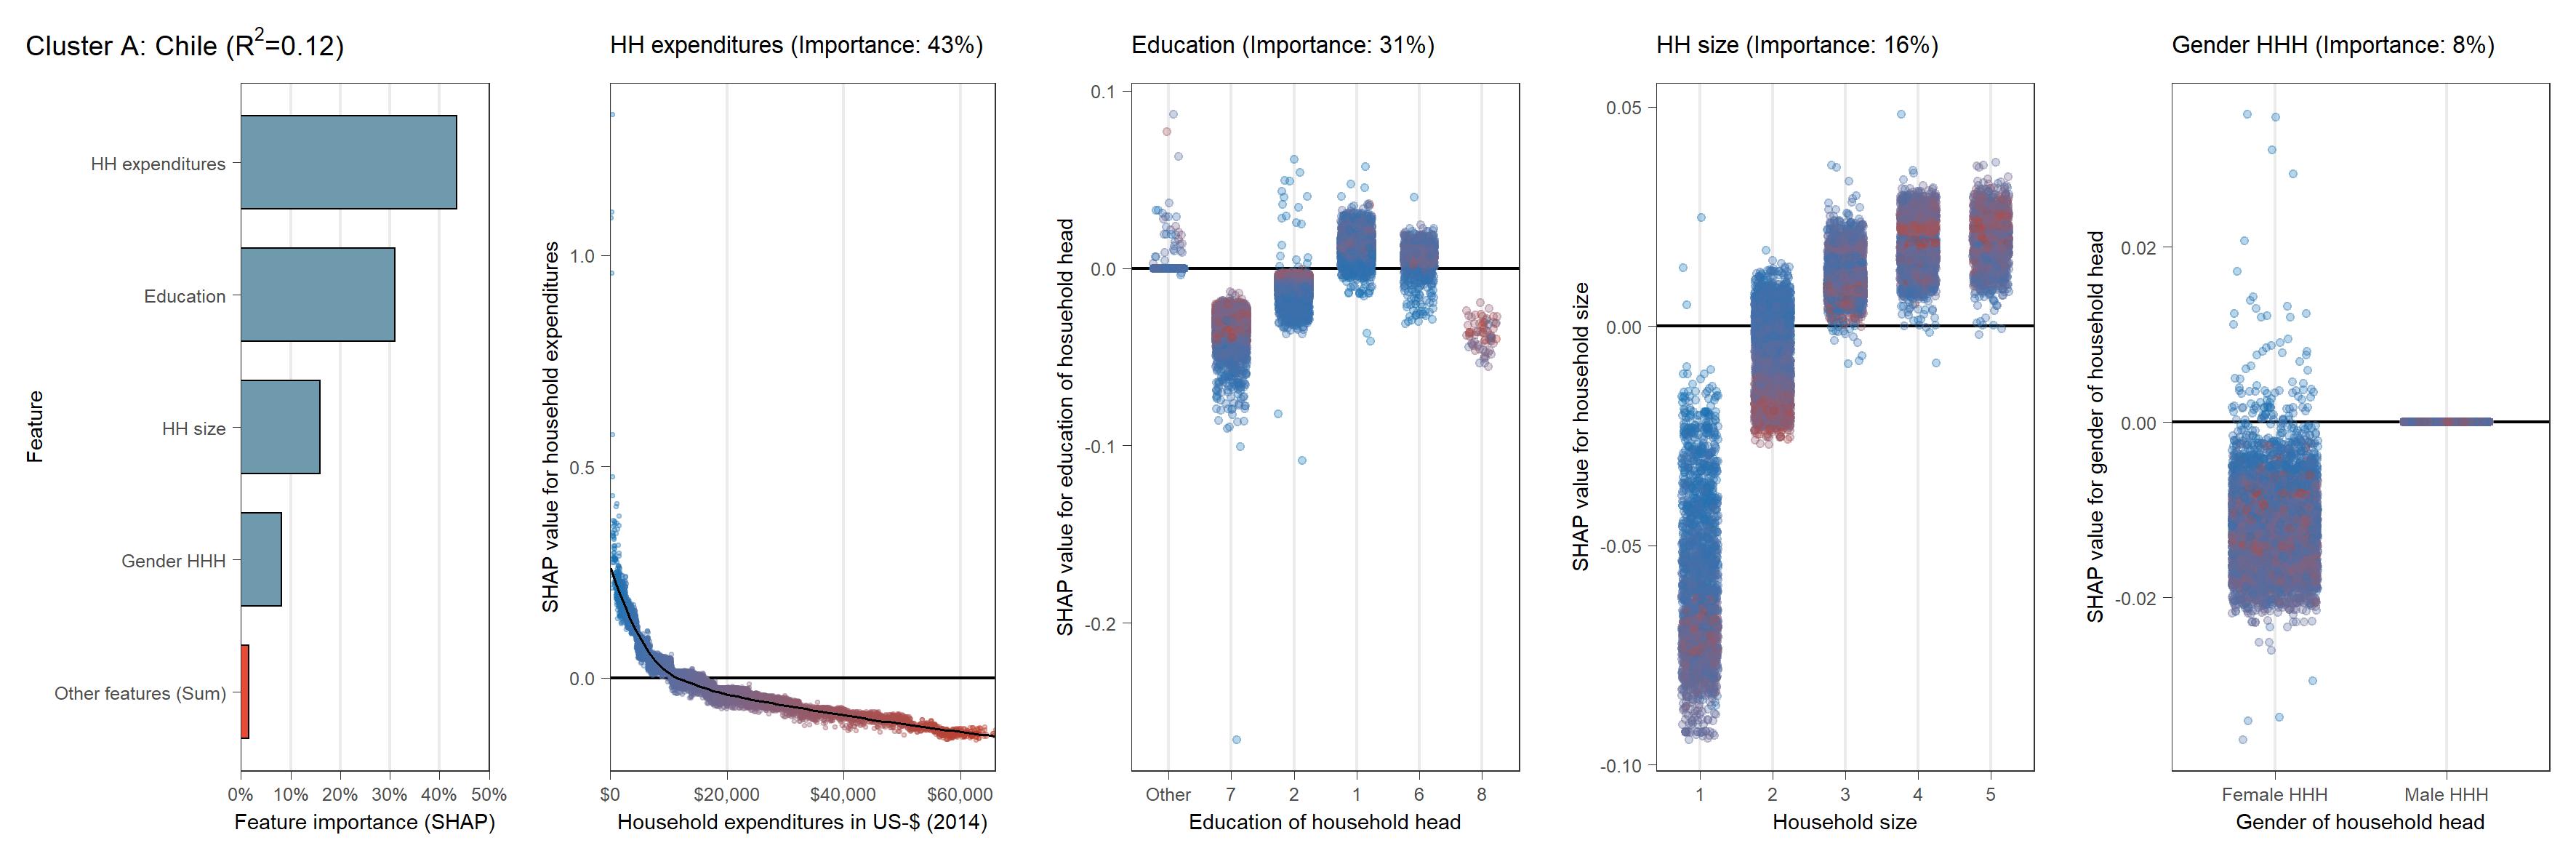 Cluster A: Chile (R²=0.12)
Feature
HH expenditures
Education
HH size
Gender HHH
Other features (Sum)
0% 10% 20% 30% 40% 50%
Feature importance (SHAP)
HH expenditures (Importance: 43%)
SHAP value for household expenditures
1.0
0.5
0.0
$0 $20,000 $40,000 $60,000
Household expenditures in US-$ (2014)
Education (Importance: 31%)
SHAP value for education of hosuehold head
0.1
0.0
-0.1
-0.2
Other 7 2 1 6 8
Education of household head
HH size (Importance: 16%)
SHAP value for household size
0.05
0.00
-0.05
-0.10
1 2 3 4 5
Household size
Gender HHH (Importance: 8%)
SHAP value for gender of household head
0.02
0.00
-0.02
Female HHH Male HHH
Gender of household head